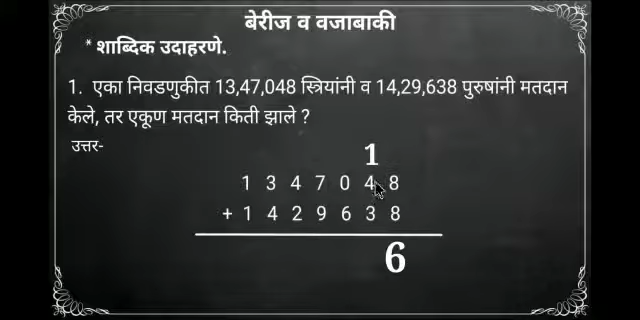 बेरीज व वजाबाकी
* शाब्दिक उदाहरणे.
1. एका निवडणुकीत 13,47,048 स्त्रियांनी व 14,29,638 पुरुषांनी मतदान
केले, तर एकूण मतदान किती झाले ?
उत्तर-
1
1 3 4 7 0 4 8
+ 1 4 2 9 6 3 8
6